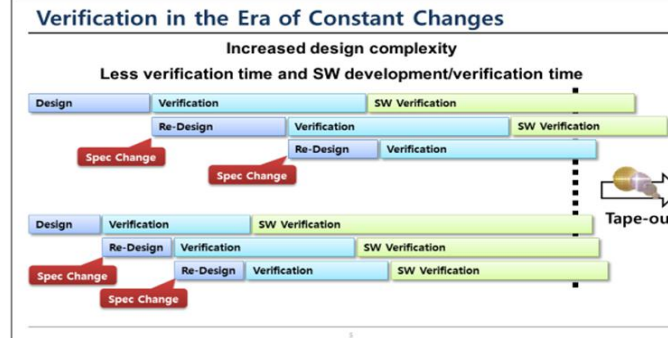 Verification in the Era of Constant Changes
Increased design complexity
Less verification time and SW development/verification time
Design Verification SW Verification
Re-Design Verification SW Verification
Spec Change
Re-Design Verification
Spec Change
Tape-ou
Design Verification SW Verification
Re-Design Verification SW Verification
Spec Change
Re-Design Verification SW Verification
Spec Change